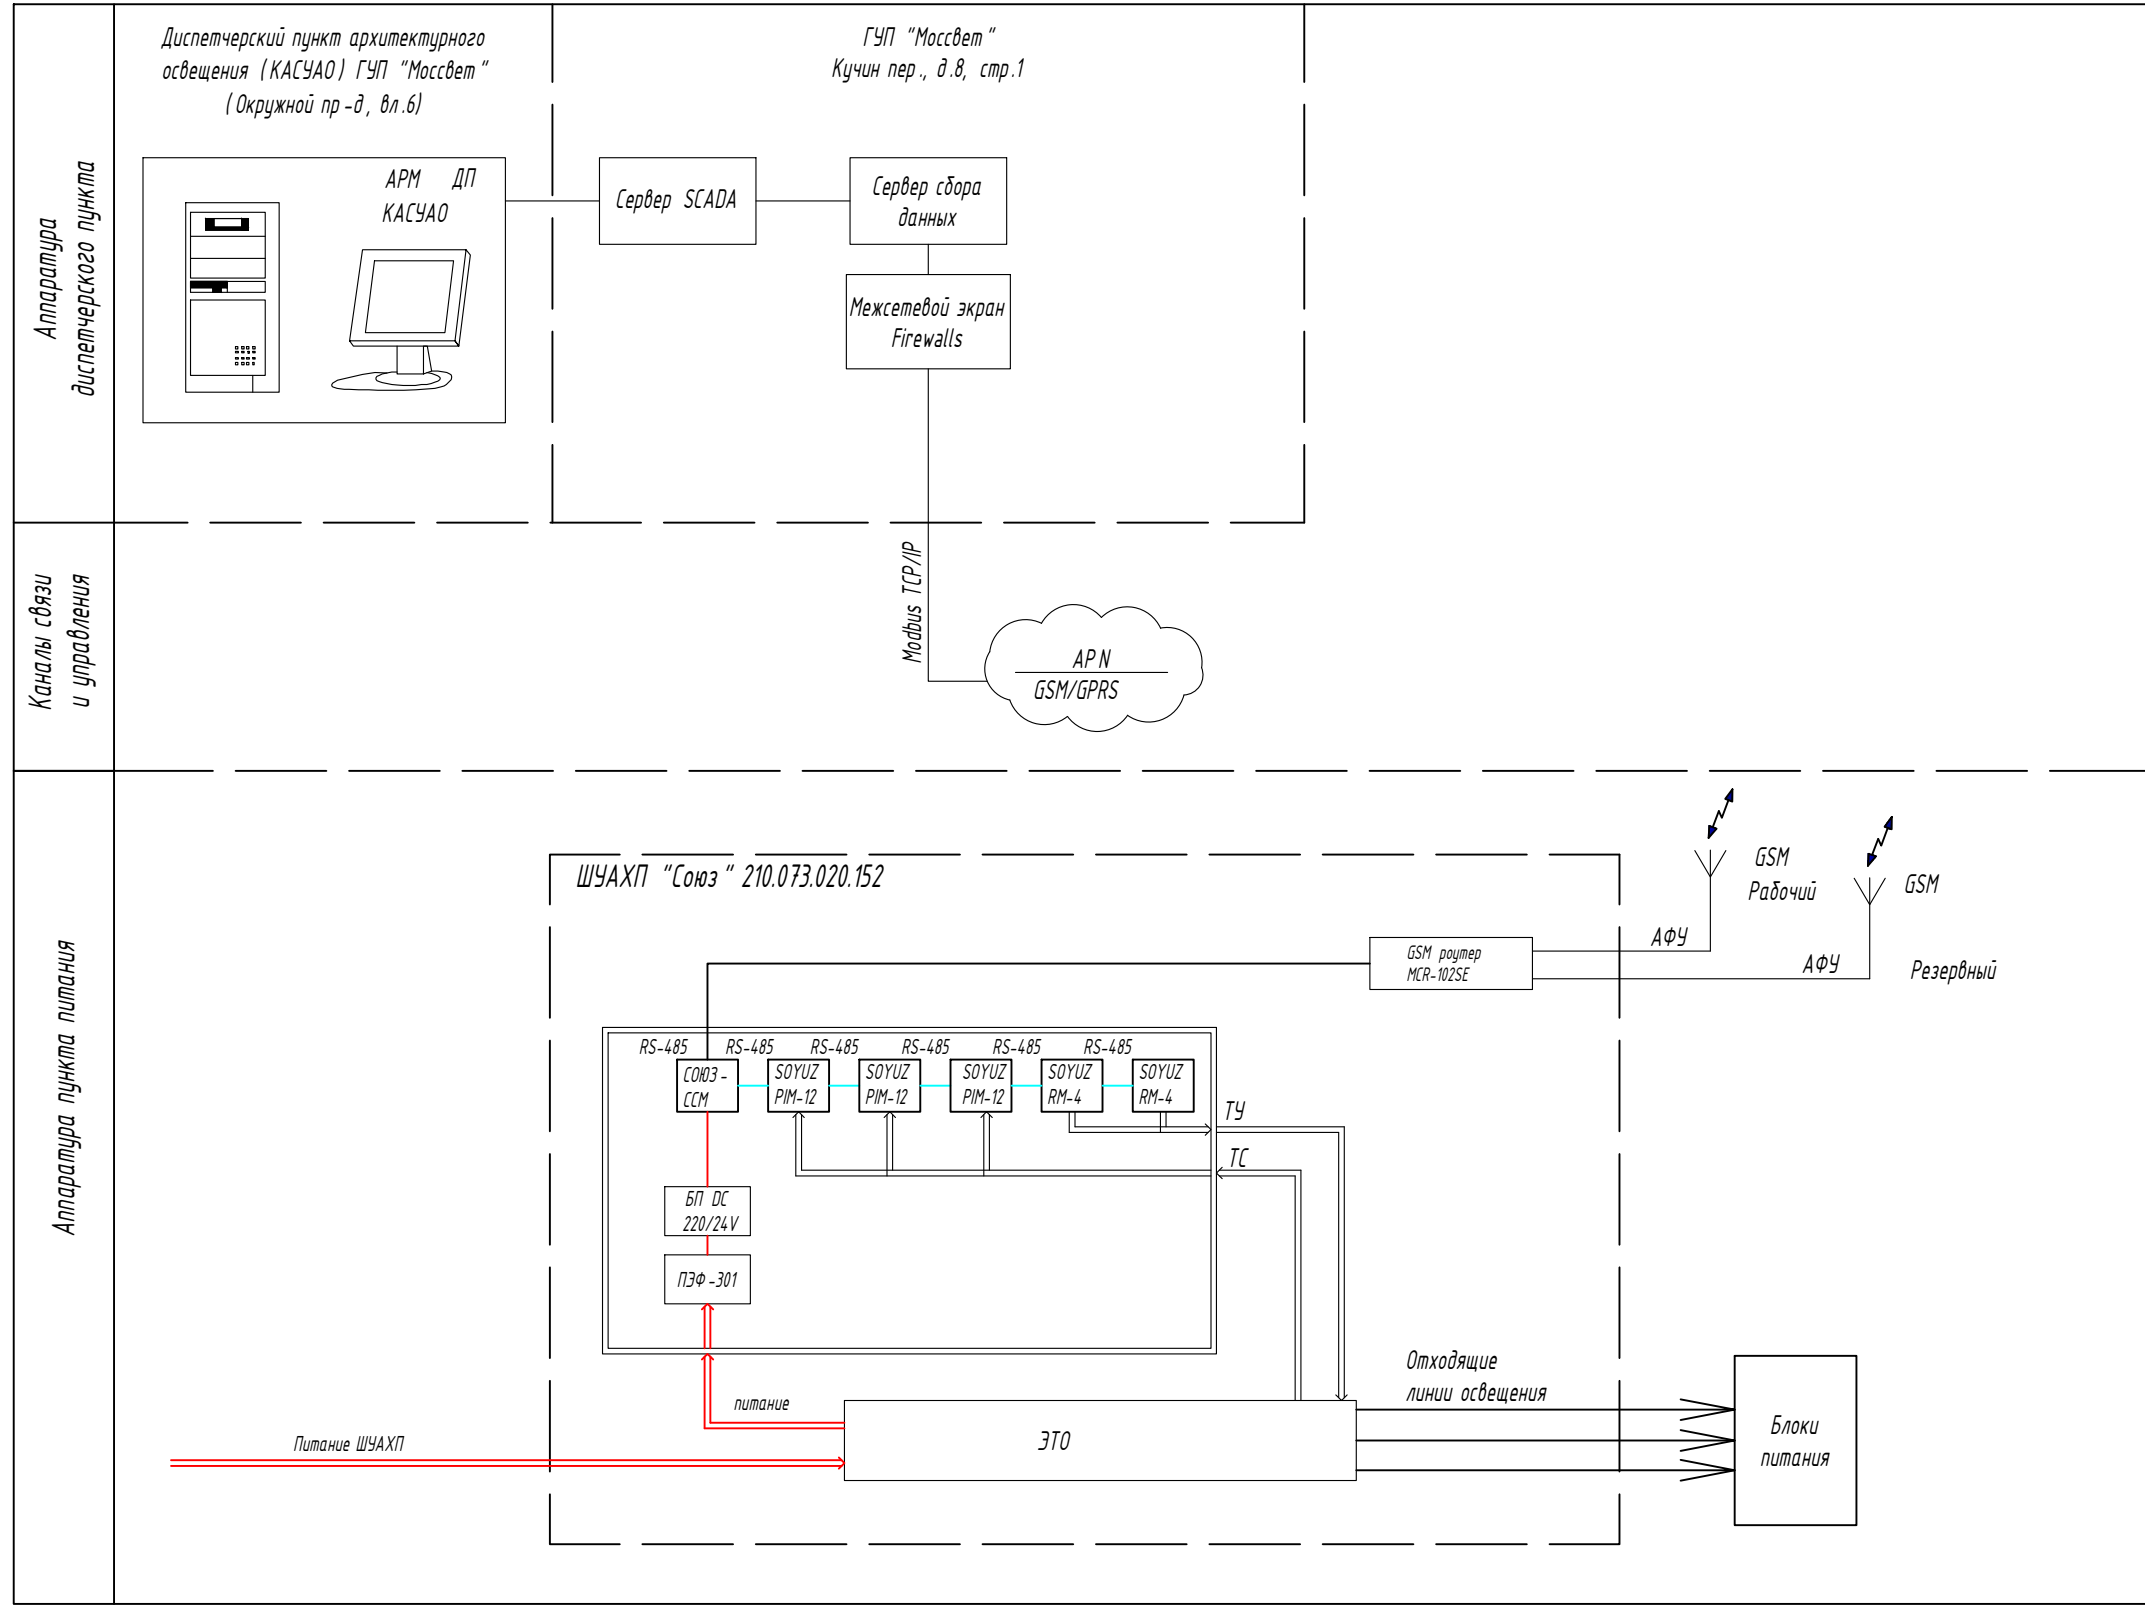 Диспетчерский пункт архитектурного
освещения (КАСУАО) ГУП "Моссвет"
(Окружной пр-д, вл.6)
ГУП "Моссвет"
Кучин пер., д.8, стр.1
Аппаратура
диспетчерского пункта
АРМ ДП
КАСУАО
Сервер SCADA
Сервер сбора
данных
Межсетевой экран
Firewalls
Каналы связи
и управления
Modbus TCP/IP
APN
GSM/GPRS
Аппаратура пункта питания
ШУАХП "Союз" 210.073.020.152
GSM
Рабочий
GSM
Резервный
АФУ
АФУ
GSM роутер
MCR-102SE
RS-485
RS-485
RS-485
RS-485
RS-485
RS-485
СОЮЗ-
ССМ
SOYUZ
PIM-12
SOYUZ
PIM-12
SOYUZ
PIM-12
SOYUZ
RM-4
SOYUZ
RM-4
ТУ
ТС
БП DC
220/24V
ПЭФ-301
питание
Питание ШУАХП
ЭТО
Отходящие
линии освещения
Блоки
питания